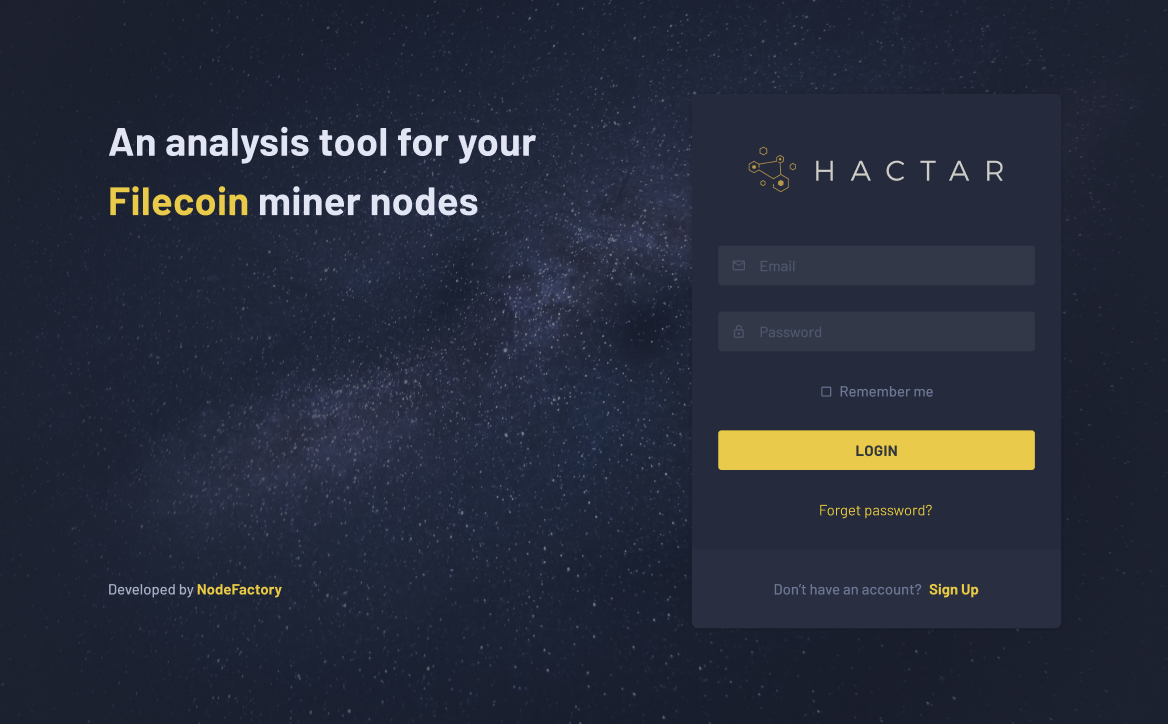 An analysis tool for your
Filecoin miner nodes
Developed by NodeFactory
HACTAR
Email
Password
Remember me
LOGIN
Forget password?
Don't have an account? Sign Up